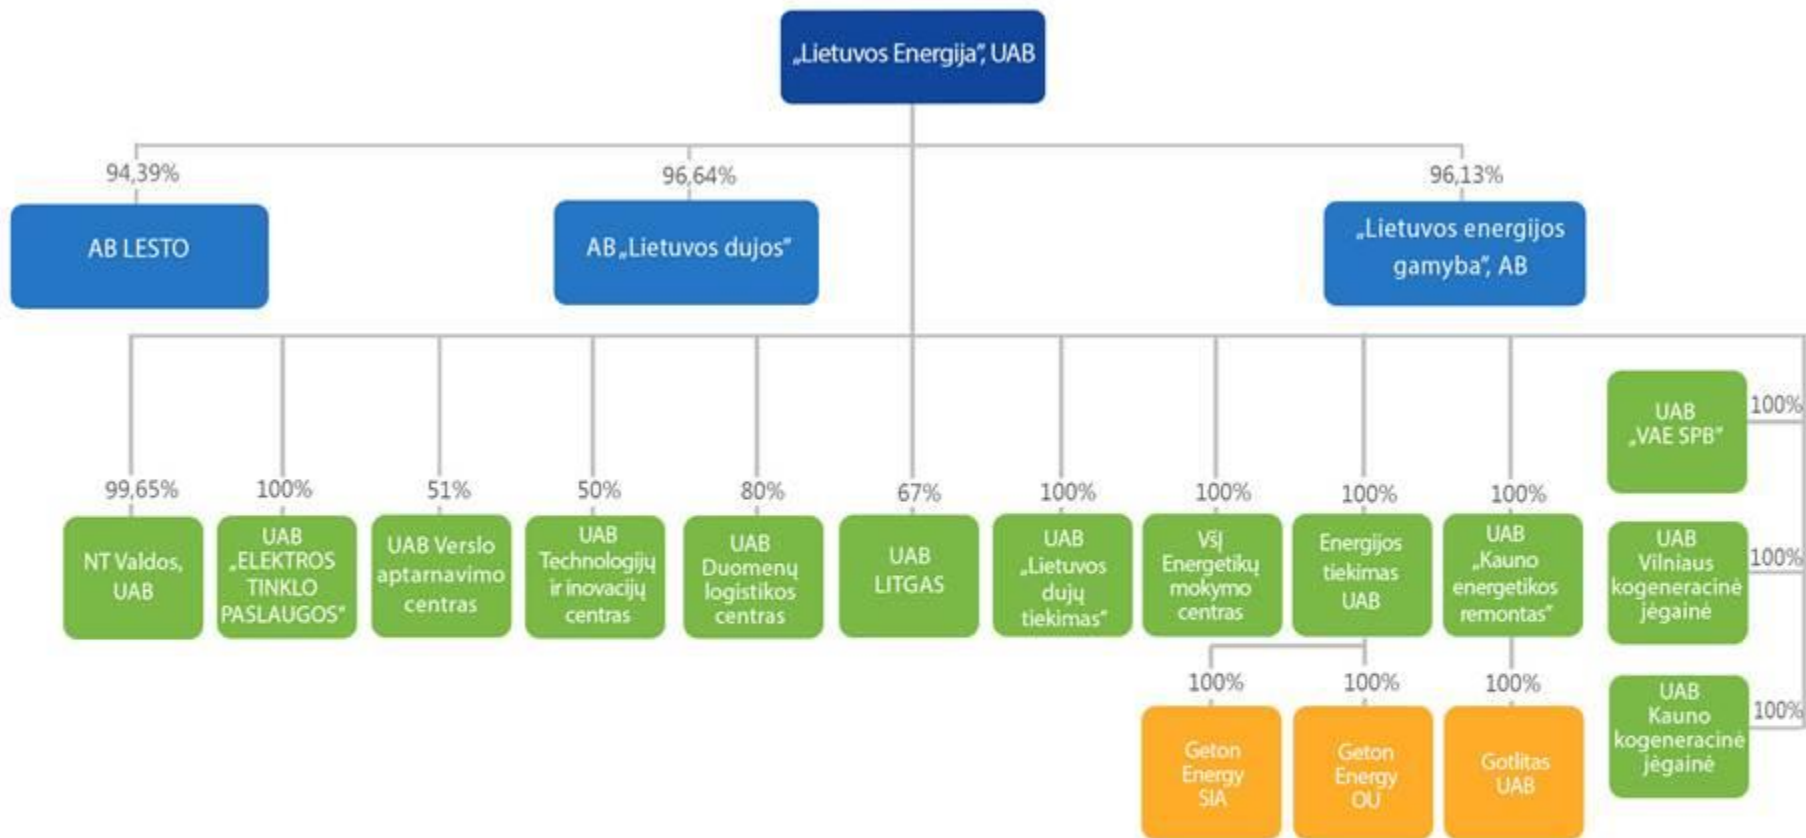 „Lietuvos Energija”, UAB
94,39%
96,64%
96,13%
AB LESTO
AB „Lietuvos dujos”
„Lietuvos energijos
gamyba”, AB
99,65%
NT Valdos,
UAB
100%
UAB
„ELEKTROS
TINKLO
PASLAUGOS”
51%
UAB Verslo
aptarnavimo
centras
50%
UAB
Technologijų
ir inovacijų
centras
80%
UAB
Duomenų
logistikos
centras
67%
UAB
LITGAS
100%
UAB
„Lietuvos
dujų
tiekimas”
100%
VšĮ
Energetikų
mokymo
centras
100%
Energijos
tiekimas
UAB
100%
UAB
„Kauno
energetikos
remontas”
UAB
„VAE SPB”
100%
UAB
Vilniaus
kogeneracinė
jėgainė
100%
UAB
Kauno
kogeneracinė
jėgainė
100%
100%
Geton
Energy
SIA
100%
Geton
Energy
OU
100%
Gotlitas
UAB